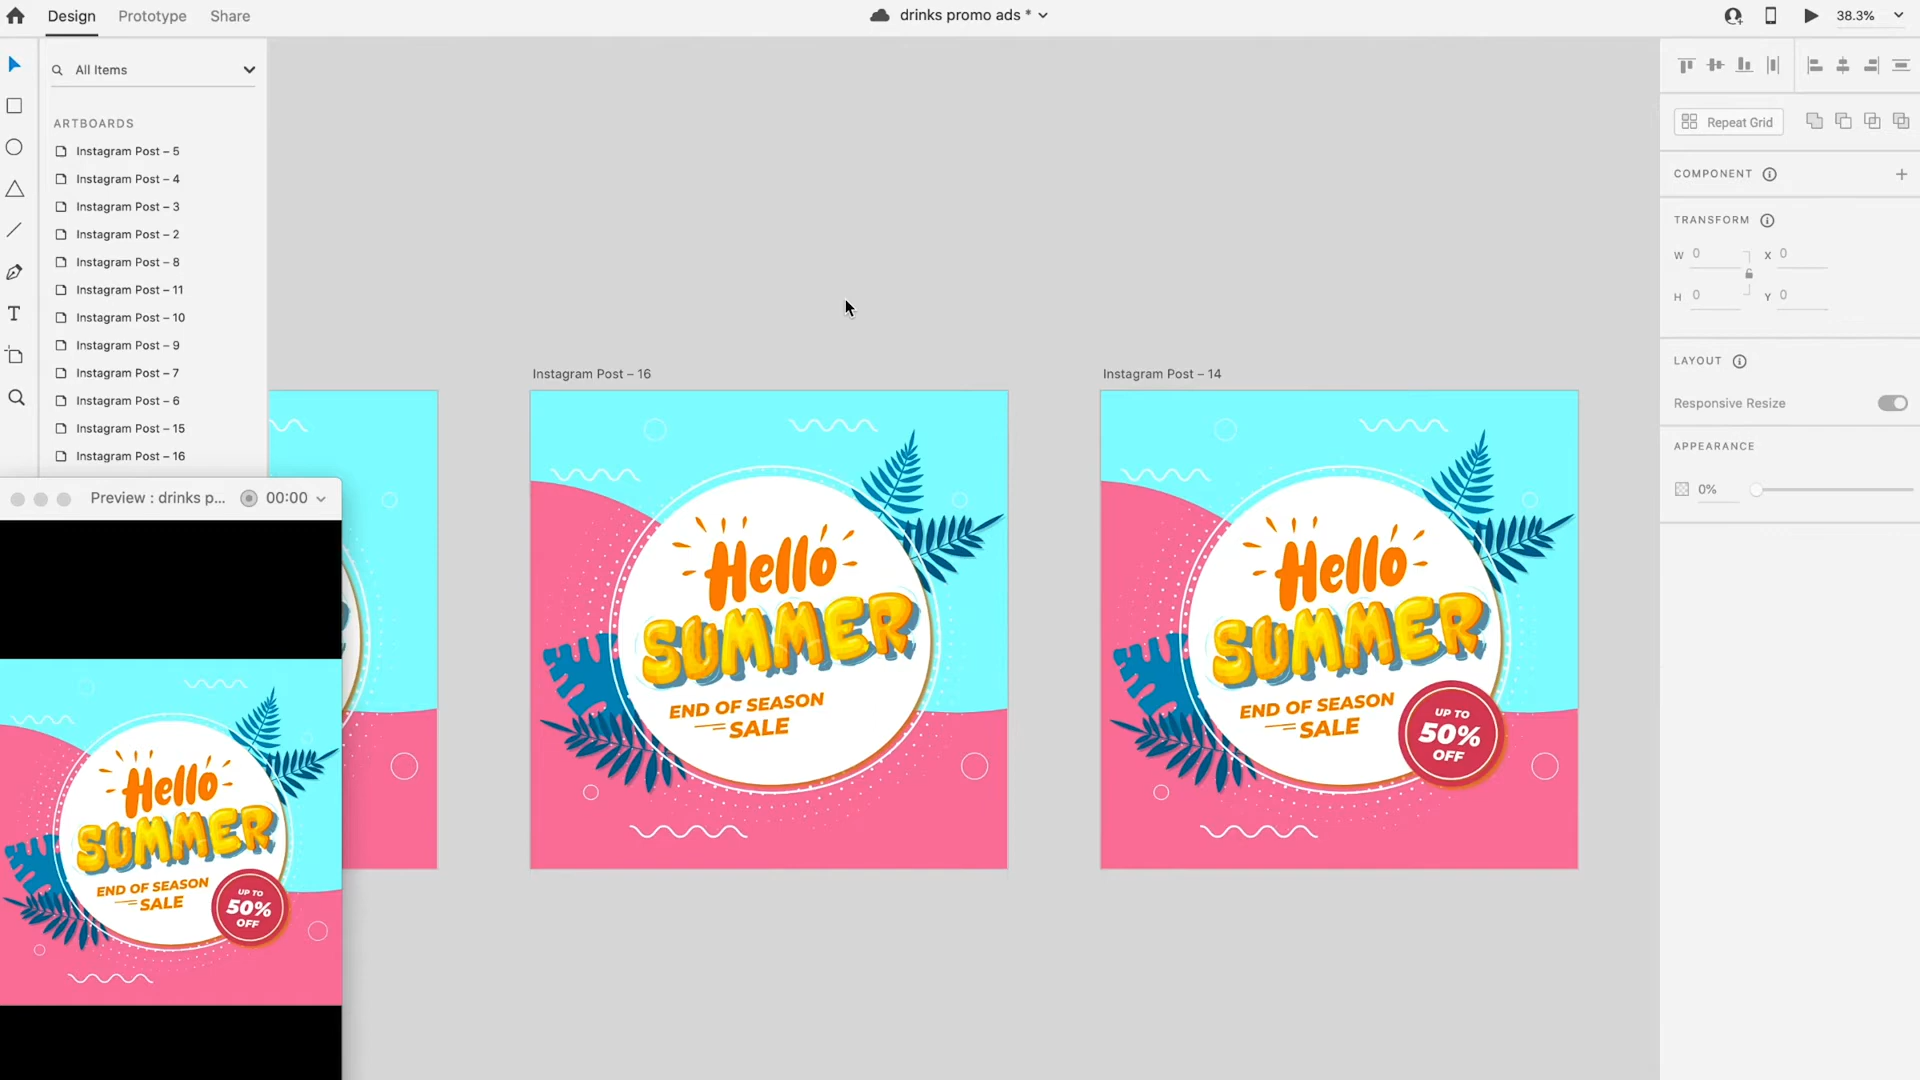 Design Prototype Share
drinks promo ads *
38.3%
All Items
ARTBOARDS
Instagram Post – 5
Instagram Post – 4
Instagram Post – 3
Instagram Post – 2
Instagram Post – 8
Instagram Post – 11
Instagram Post – 10
Instagram Post – 9
Instagram Post – 7
Instagram Post – 6
Instagram Post – 15
Instagram Post – 16
Preview : drinks p... 00:00
Hello
SUMMER
END OF SEASON
SALE
UP TO
50%
OFF
Instagram Post – 16
Hello
SUMMER
END OF SEASON
SALE
Instagram Post – 14
Hello
SUMMER
END OF SEASON
SALE
UP TO
50%
OFF
Repeat Grid
COMPONENT
TRANSFORM
W 0 X 0
H 0 Y 0
LAYOUT
Responsive Resize
APPEARANCE
0%